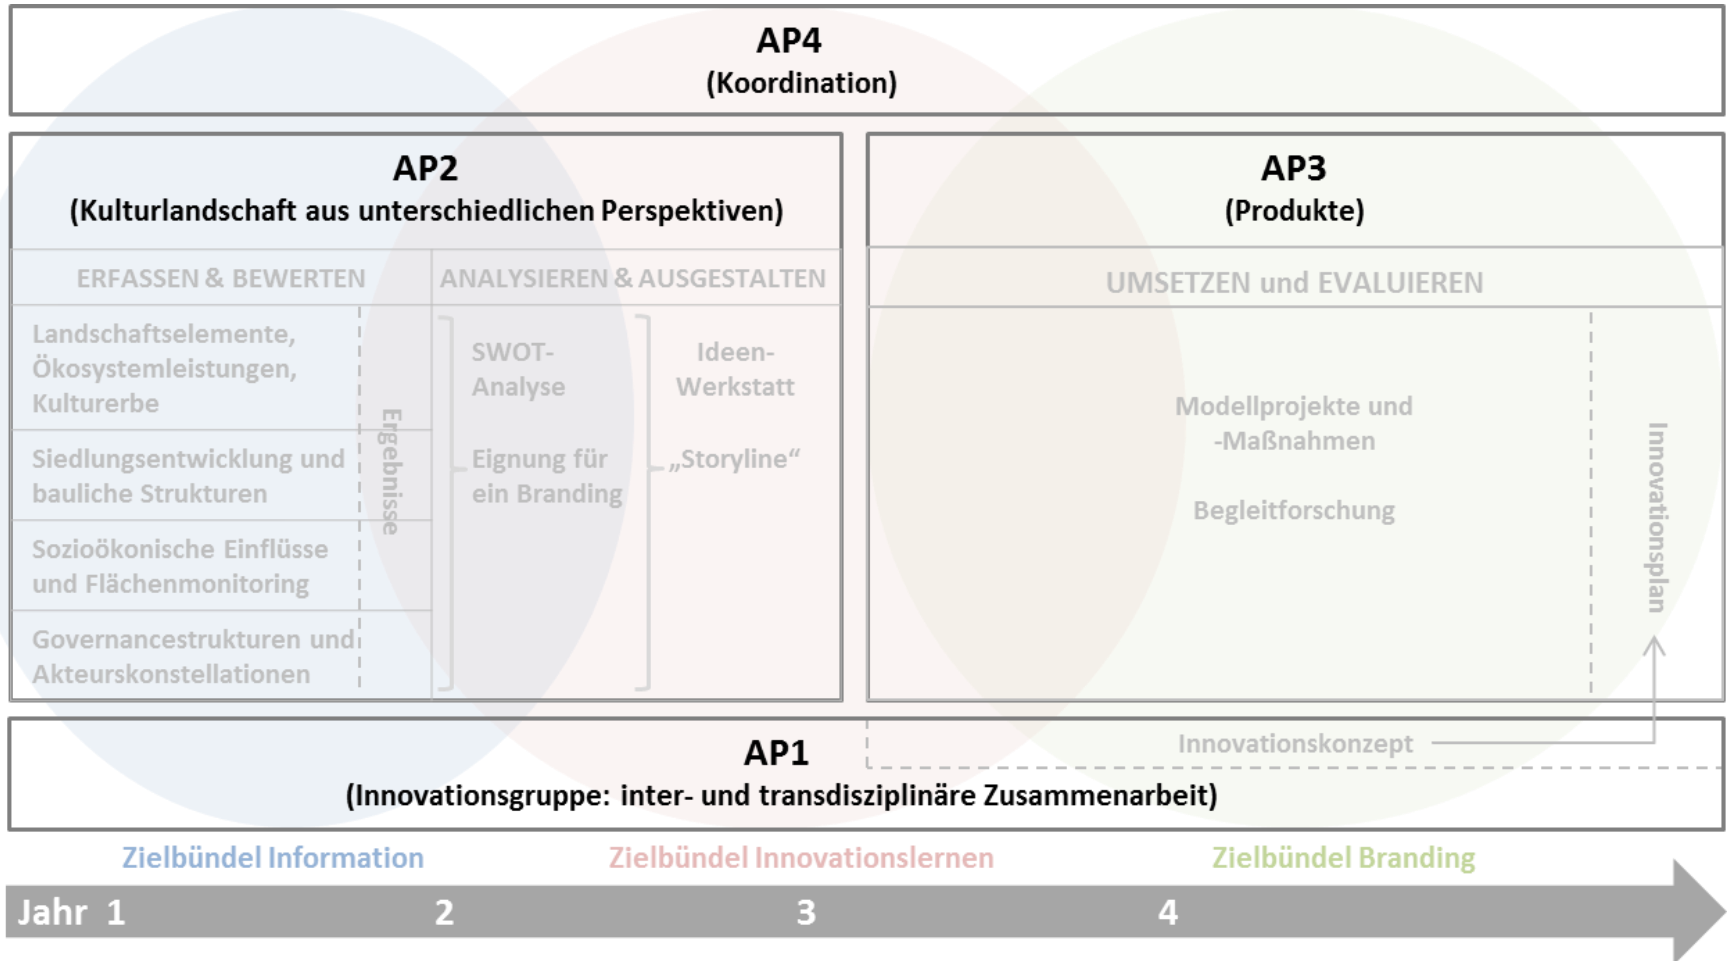 AP4
(Koordination)
AP2
(Kulturlandschaft aus unterschiedlichen Perspektiven)
ERFASSEN & BEWERTEN
ANALYSIEREN & AUSGESTALTEN
Landschaftselemente,
Ökosystemleistungen,
Kulturerbe
Siedlungsentwicklung und
bauliche Strukturen
Sozioökonische Einflüsse
und Flächenmonitoring
Governancestrukturen und
Akteurskonstellationen
Ergebnisse
SWOT-
Analyse
Eignung für
ein Branding
Ideen-
Werkstatt
„Storyline“
AP3
(Produkte)
UMSETZEN und EVALUIEREN
Modellprojekte und
-Maßnahmen
Begleitforschung
Innovationsplan
Innovationskonzept
AP1
(Innovationsgruppe: inter- und transdisziplinäre Zusammenarbeit)
Zielbündel Information
Zielbündel Innovationslernen
Zielbündel Branding
Jahr 1 2 3 4